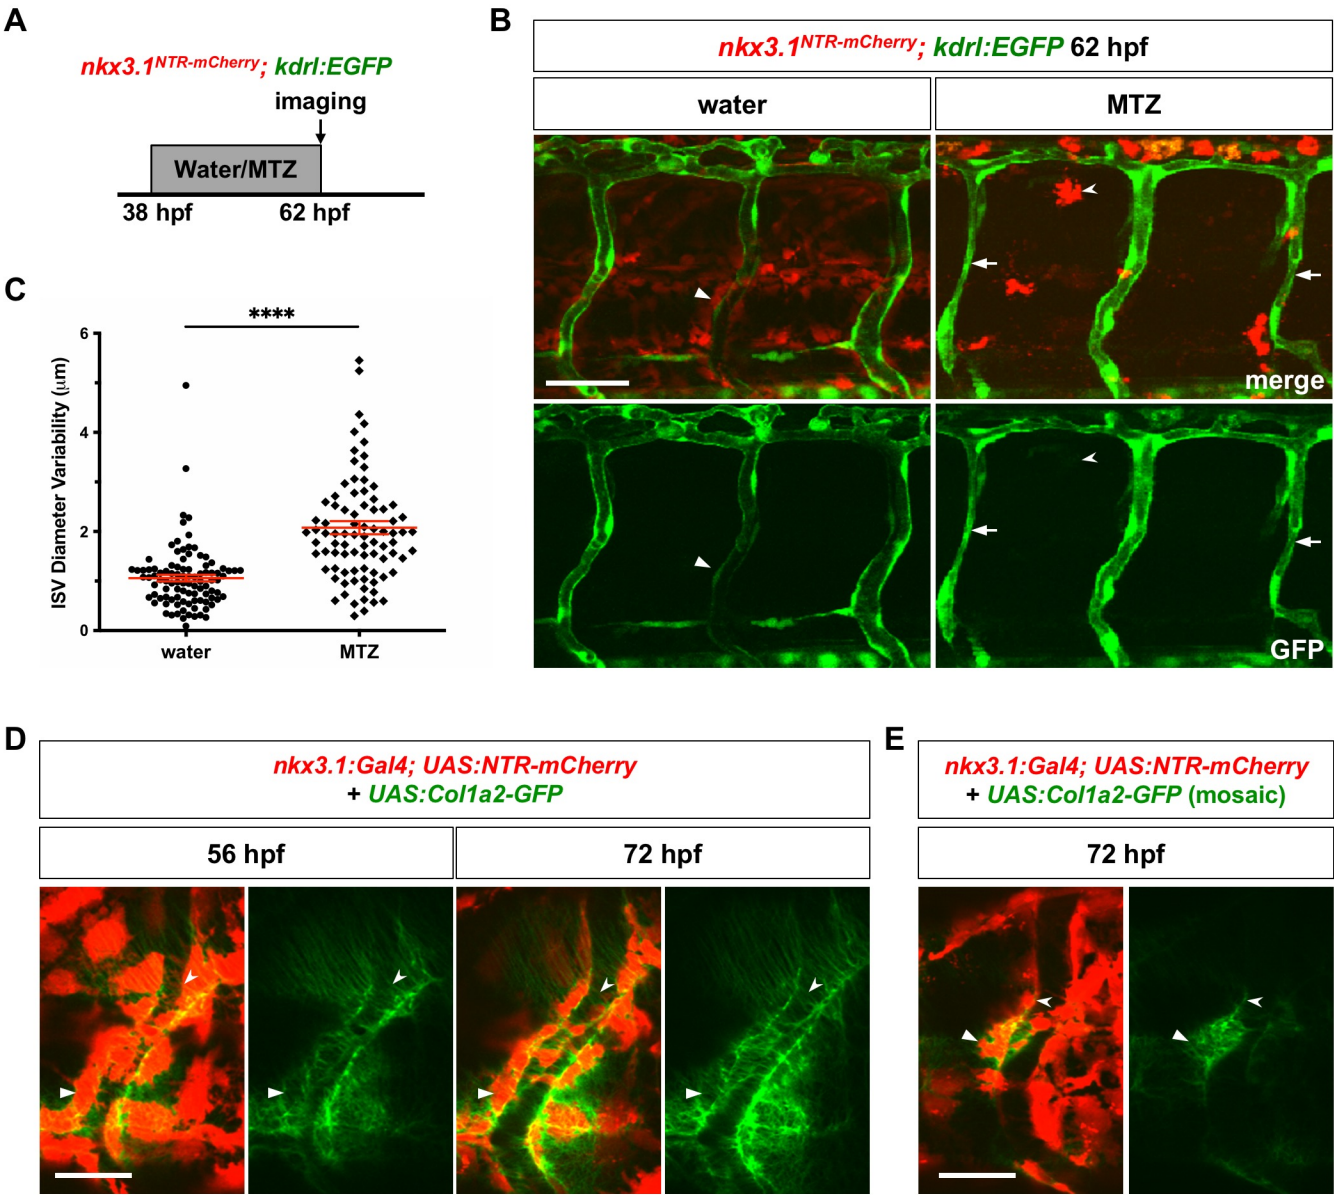 A
nkx3.1NTR-mCherry; kdrl:EGFP
imaging
Water/MTZ
38 hpf 62 hpf
B
nkx3.1NTR-mCherry; kdrl:EGFP 62 hpf
water MTZ
merge
GFP
C
****
ISV Diameter Variability (μm)
6
4
2
0
water MTZ
D
nkx3.1:Gal4; UAS:NTR-mCherry
+ UAS:Col1a2-GFP
56 hpf 72 hpf
E
nkx3.1:Gal4; UAS:NTR-mCherry
+ UAS:Col1a2-GFP (mosaic)
72 hpf